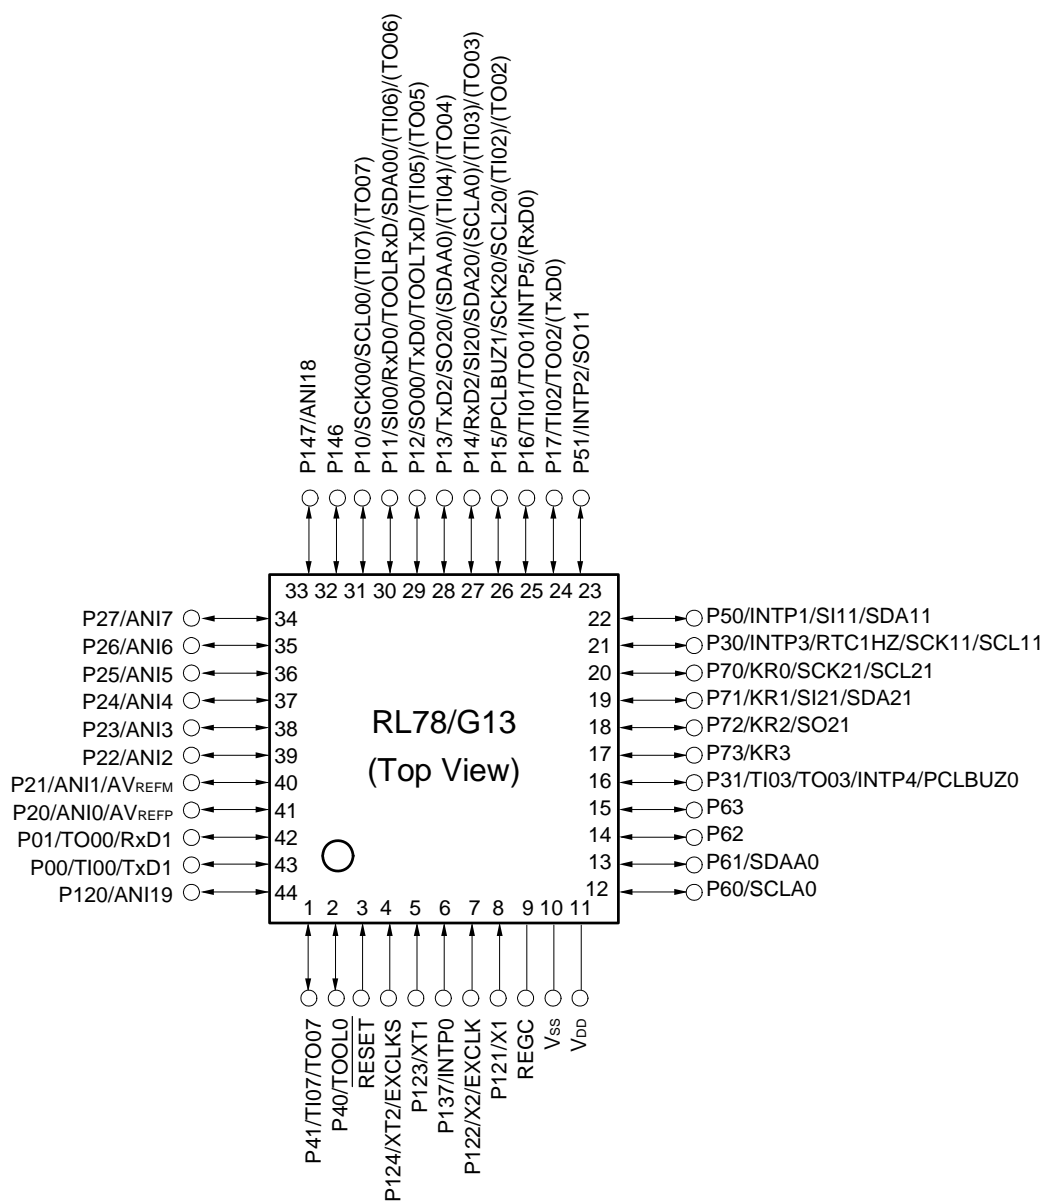 P147/ANI18
P146
P10/SCK00/SCL00/(TI07)/(TO07)
P11/SI00/RxD0/TOOLRxD/SDA00/(TI06)/(TO06)
P12/SO00/TxD0/TOOLTxD/(TI05)/(TO05)
P13/TxD2/SO20/(SDAA0)/(TI04)/(TO04)
P14/RxD2/SI20/SDA20/(SCLA0)/(TI03)/(TO03)
P15/PCLBUZ1/SCK20/SCL20/(TI02)/(TO02)
P16/TI01/TO01/INTP5/(RxD0)
P17/TI02/TO02/(TxD0)
P51/INTP2/SO11
33 32 31 30 29 28 27 26 25 24 23
P27/ANI7 34
P26/ANI6 35
P25/ANI5 36
P24/ANI4 37
P23/ANI3 38
P22/ANI2 39
P21/ANI1/AVREFM 40
P20/ANI0/AVREFP 41
P01/TO00/RxD1 42
P00/TI00/TxD1 43
P120/ANI19 44
RL78/G13
(Top View)
22 P50/INTP1/SI11/SDA11
21 P30/INTP3/RTC1HZ/SCK11/SCL11
20 P70/KR0/SCK21/SCL21
19 P71/KR1/SI21/SDA21
18 P72/KR2/SO21
17 P73/KR3
16 P31/TI03/TO03/INTP4/PCLBUZ0
15 P63
14 P62
13 P61/SDAA0
12 P60/SCLA0
1 2 3 4 5 6 7 8 9 10 11
P41/TI07/TO07
P40/TOOL0
RESET
P124/XT2/EXCLKS
P123/XT1
P137/INTP0
P122/X2/EXCLK
P121/X1
REGC
VSS
VDD